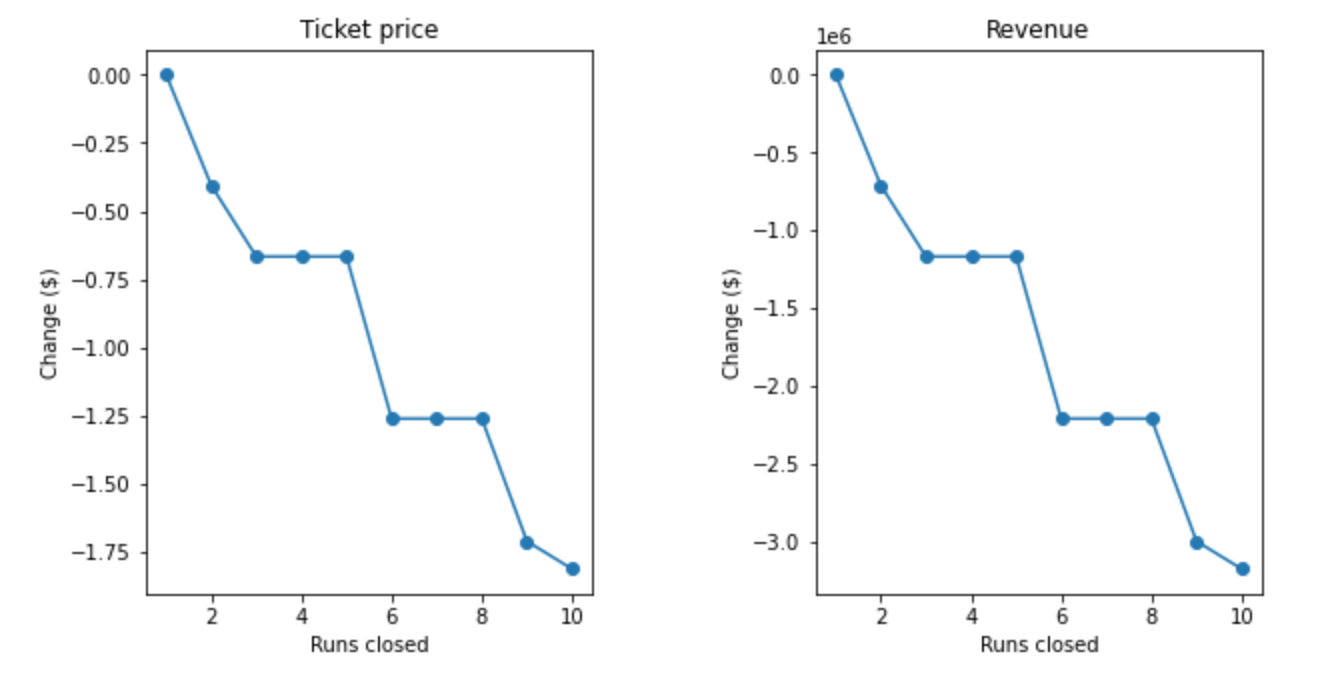 Ticket price
0.00
−0.25
−0.50
−0.75
−1.00
−1.25
−1.50
−1.75
Change ($)
2 4 6 8 10
Runs closed
Revenue
1e6
0.0
−0.5
−1.0
−1.5
−2.0
−2.5
−3.0
Change ($)
2 4 6 8 10
Runs closed